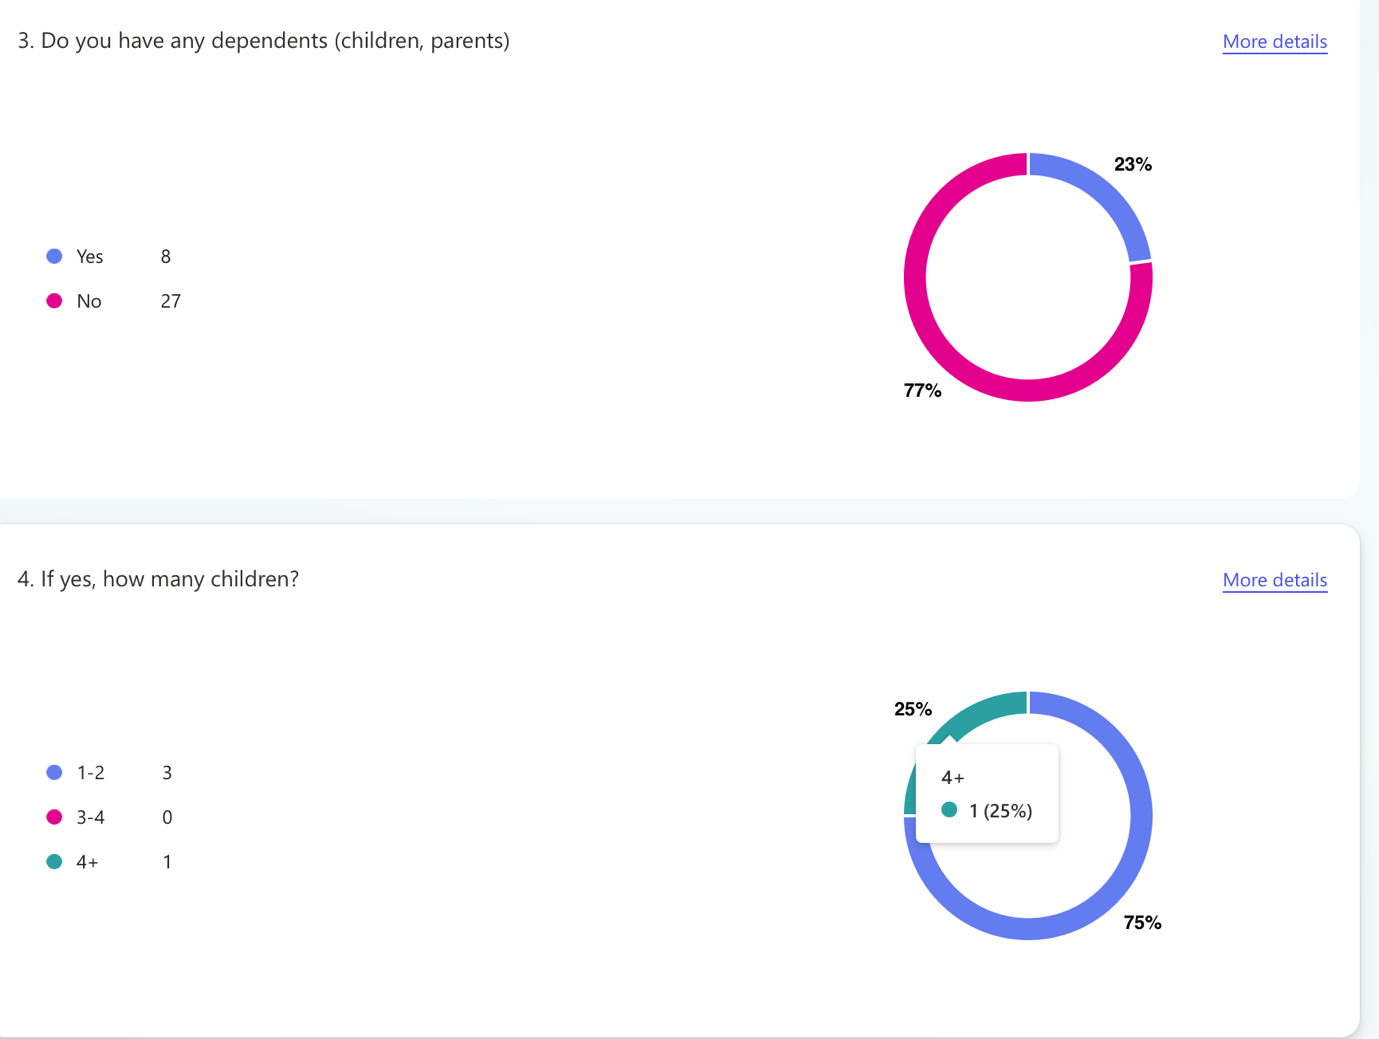 3. Do you have any dependents (children, parents)
More details
23%
Yes 8
No 27
77%
4. If yes, how many children?
More details
25%
1-2 3
3-4 0
4+ 1
4+
1 (25%)
75%